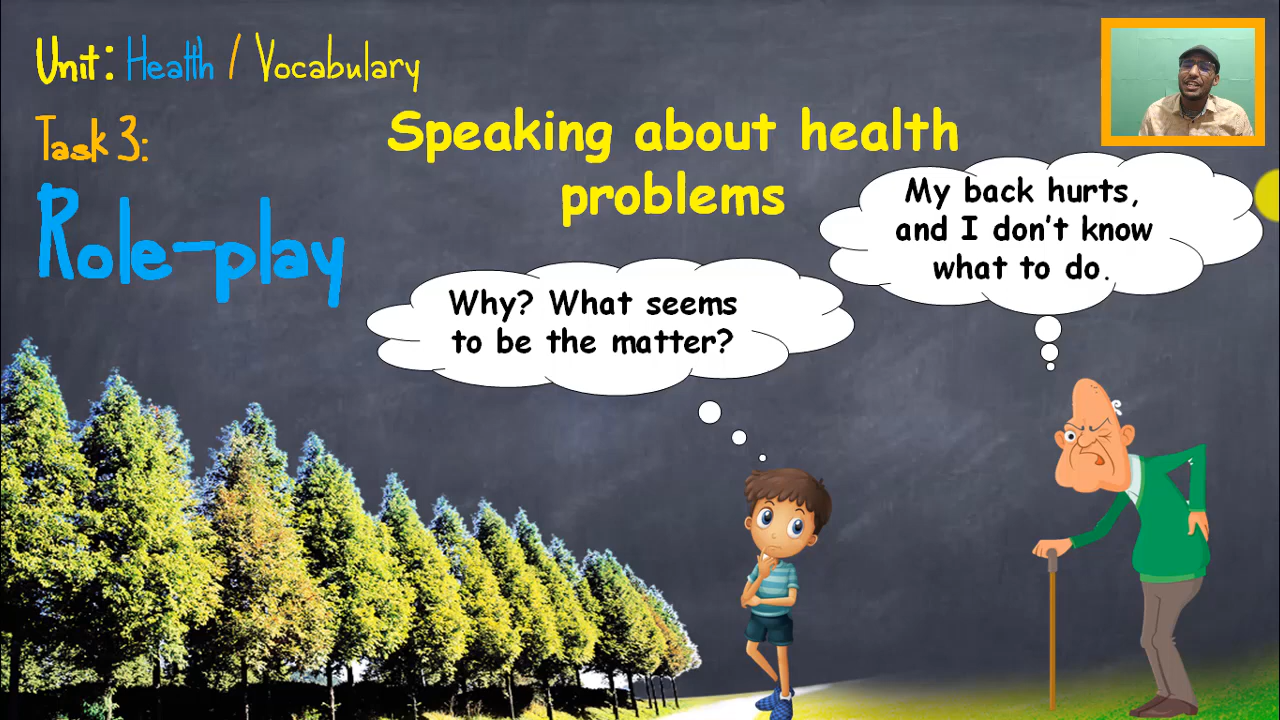 Unit: Health / Vocabulary
Task 3:
Role-play
Speaking about health
problems
Why? What seems
to be the matter?
My back hurts,
and I don't know
what to do.